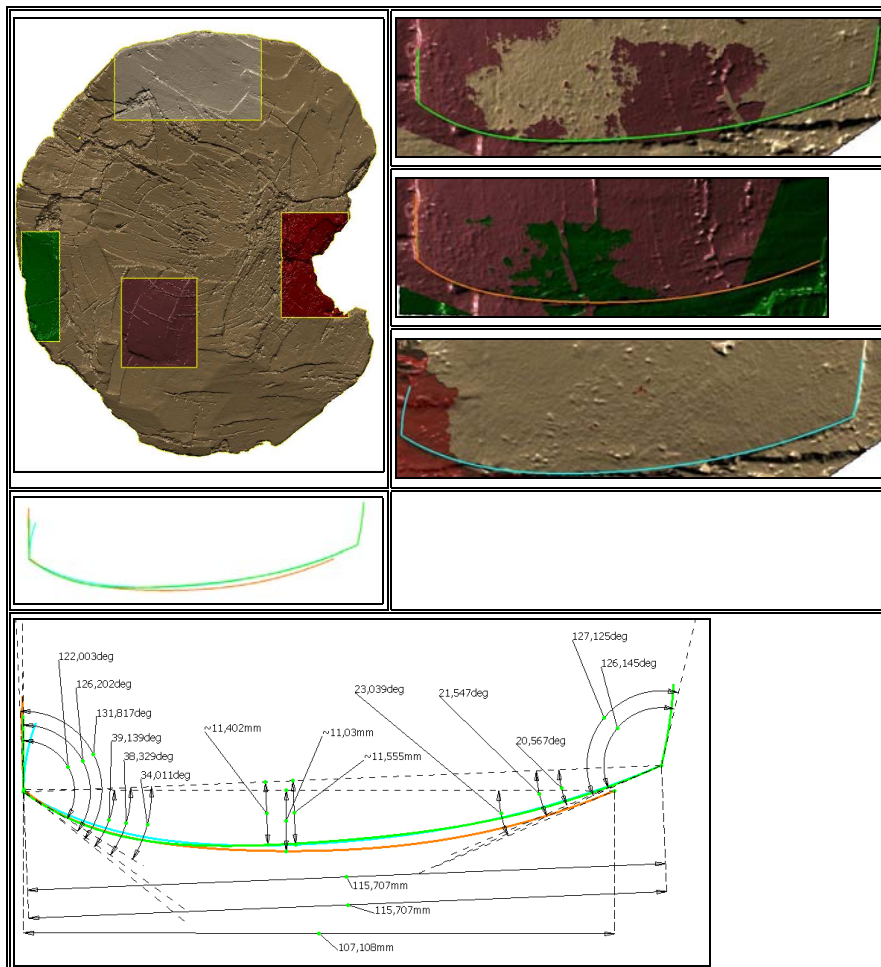 127,125deg
122,003deg
126,145deg
126,202deg
23,039deg
21,547deg
131,817deg
~11,402mm
~11,03mm
39,139deg
20,567deg
38,329deg
~11,555mm
34,011deg
115,707mm
115,707mm
107,108mm